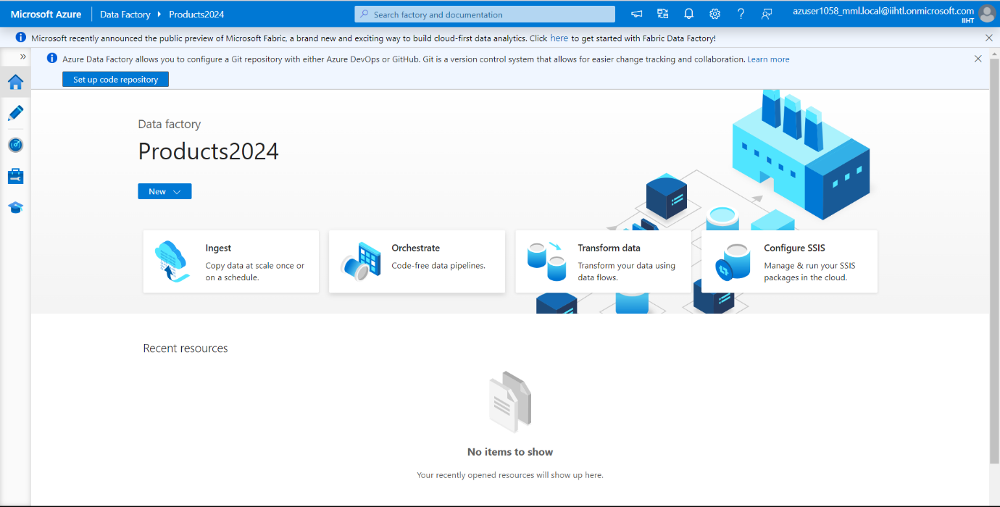 Microsoft Azure Data Factory Products2024 Search factory and documentation azuser1058_mml.local@iihtl.onmicrosoft.com
IIHT
Microsoft recently announced the public preview of Microsoft Fabric, a brand new and exciting way to build cloud-first data analytics. Click here to get started with Fabric Data Factory!
Azure Data Factory allows you to configure a Git repository with either Azure DevOps or GitHub. Git is a version control system that allows for easier change tracking and collaboration. Learn more
Set up code repository
Data factory
Products2024
New
Ingest
Copy data at scale once or
on a schedule.
Orchestrate
Code-free data pipelines.
Transform data
Transform your data using
data flows.
Configure SSIS
Manage & run your SSIS
packages in the cloud.
Recent resources
No items to show
Your recently opened resources will show up here.